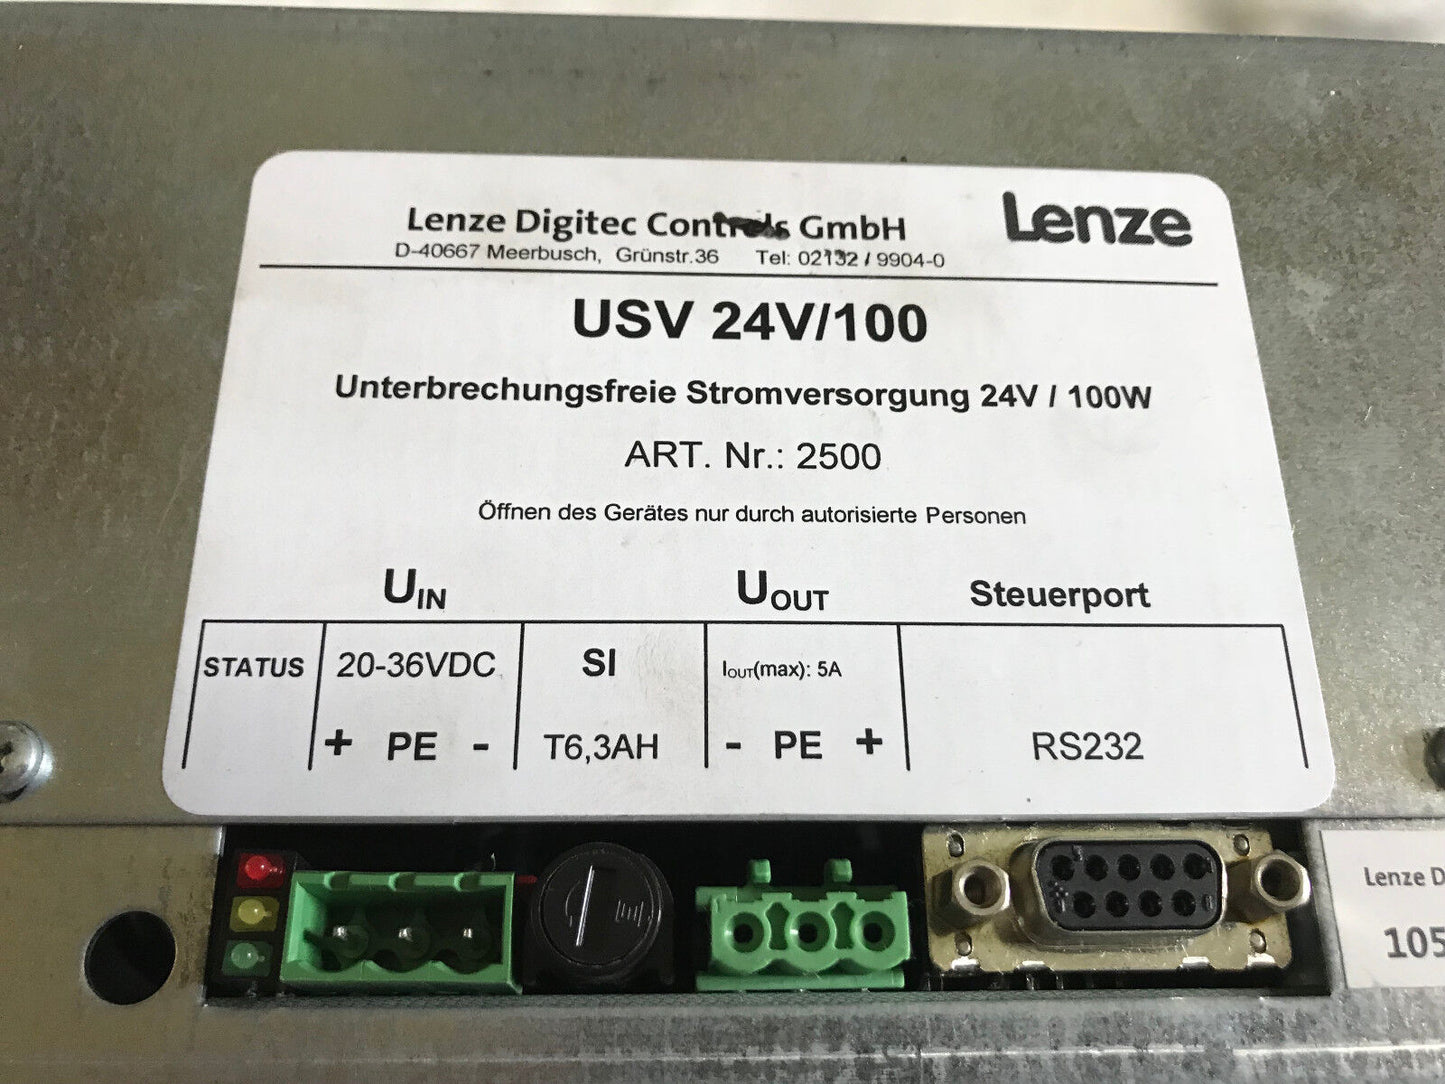 Lenze Digitec Controls GmbH
Lenze
D-40667 Meerbusch, Grünstr.36 Tel: 02132 / 9904-0
USV 24V/100
Unterbrechungsfreie Stromversorgung 24V / 100W
ART. Nr.: 2500
Öffnen des Gerätes nur durch autorisierte Personen
UIN UOUT Steuerport
STATUS 20-36VDC SI IOUT(max): 5A
+ PE - T6,3AH - PE + RS232
Lenze D
105